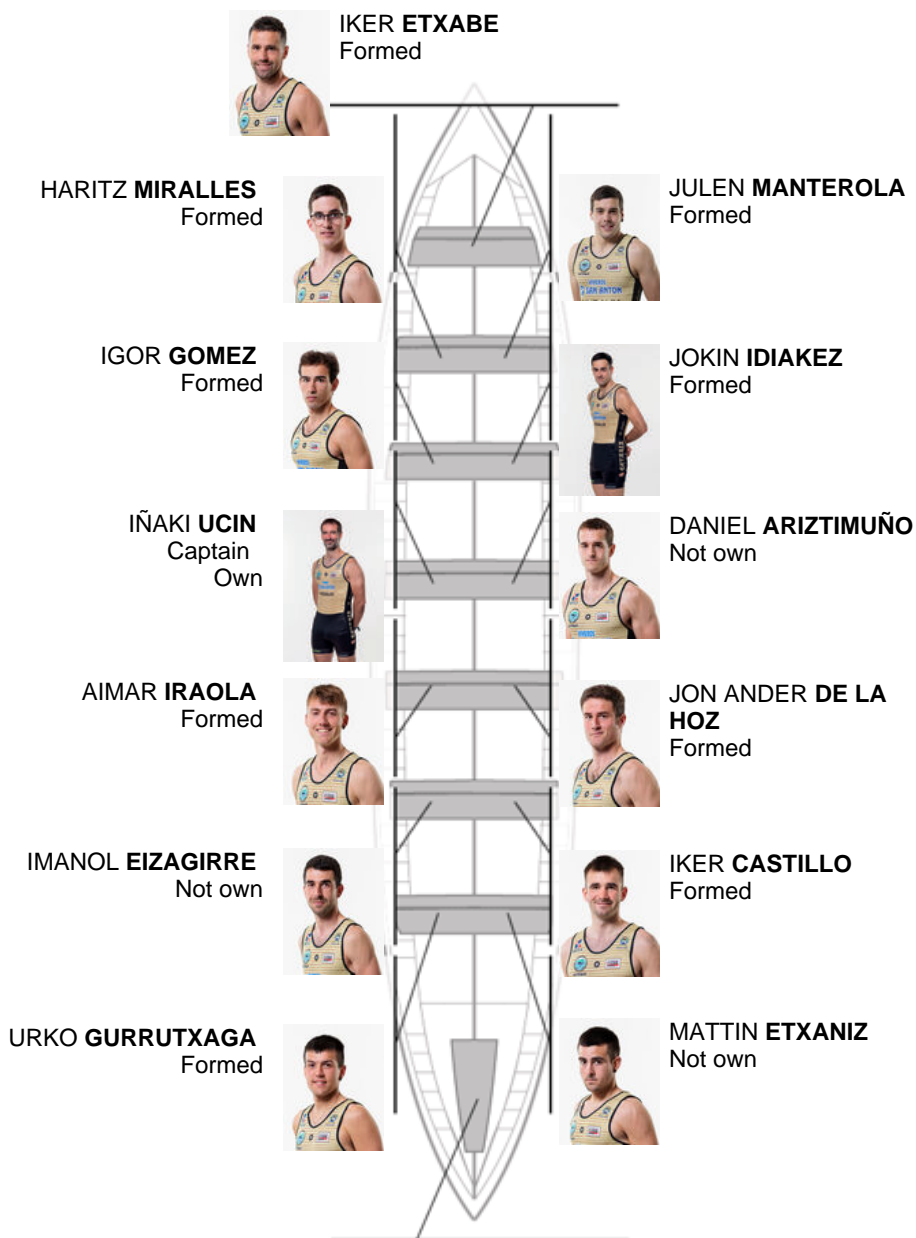 IKER ETXABE
Formed
HARITZ MIRALLES
Formed
JULEN MANTEROLA
Formed
IGOR GOMEZ
Formed
JOKIN IDIAKEZ
Formed
IÑAKI UCIN
Captain
Own
DANIEL ARIZTIMUÑO
Not own
AIMAR IRAOLA
Formed
JON ANDER DE LA
HOZ
Formed
IMANOL EIZAGIRRE
Not own
IKER CASTILLO
Formed
URKO GURRUTXAGA
Formed
MATTIN ETXANIZ
Not own
SAN ANTON